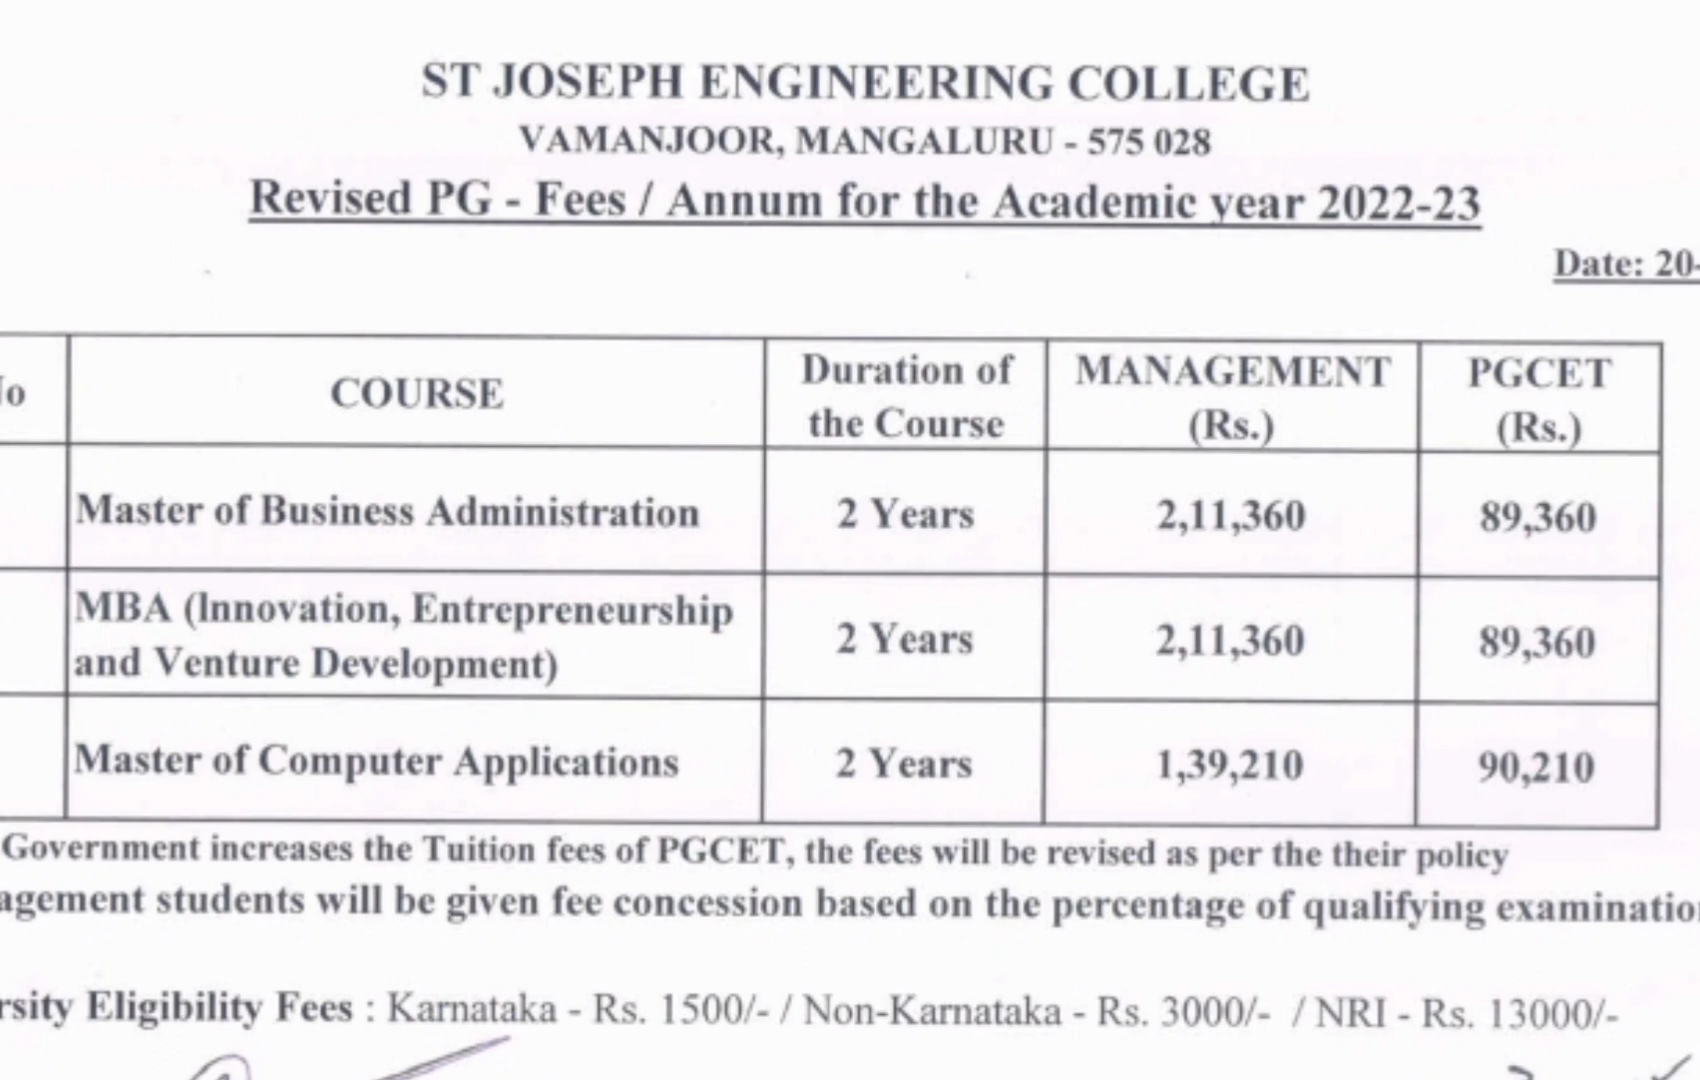 ST JOSEPH ENGINEERING COLLEGE
VAMANJOOR, MANGALURU - 575 028
Revised PG - Fees / Annum for the Academic year 2022-23
Date: 20-
COURSE
Duration of
the Course
MANAGEMENT
(Rs.)
PGCET
(Rs.)
Master of Business Administration 2 Years 2,11,360 89,360
MBA (Innovation, Entrepreneurship
and Venture Development) 2 Years 2,11,360 89,360
Master of Computer Applications 2 Years 1,39,210 90,210
Government increases the Tuition fees of PGCET, the fees will be revised as per the their policy
agement students will be given fee concession based on the percentage of qualifying examination
rsity Eligibility Fees : Karnataka - Rs. 1500/- / Non-Karnataka - Rs. 3000/- / NRI - Rs. 13000/-